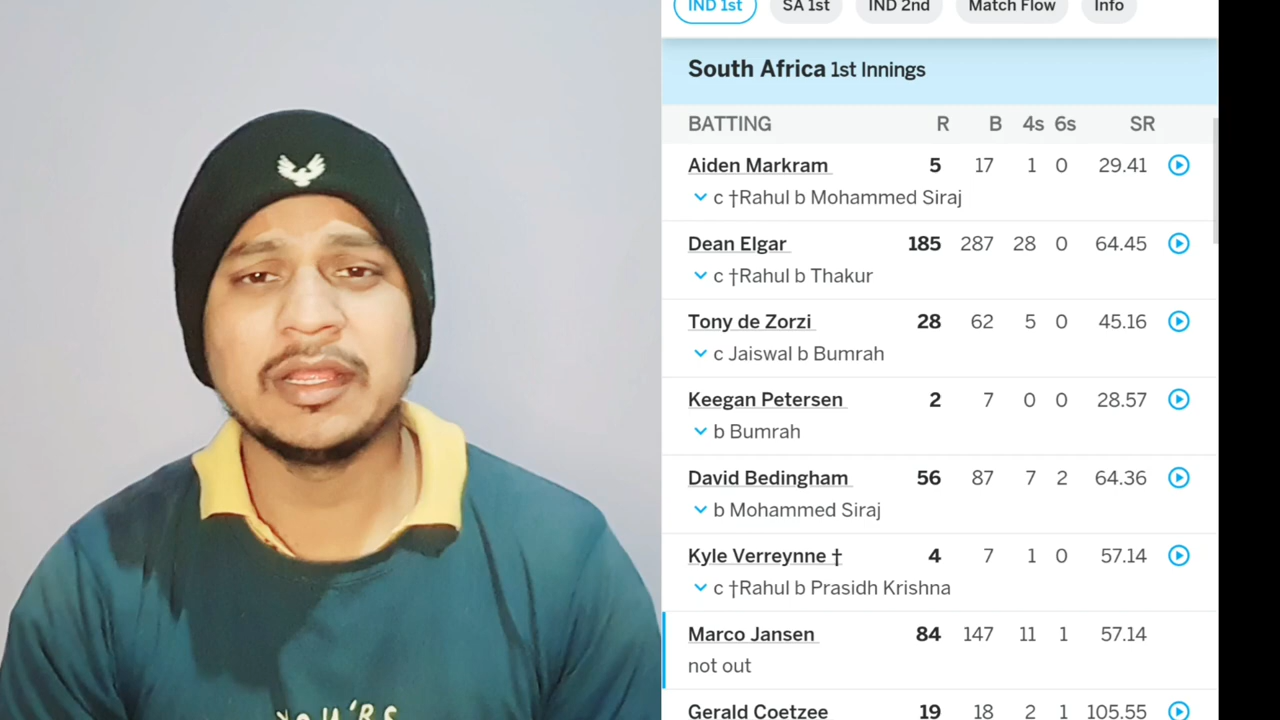 IND 1st SA 1st IND 2nd Match Flow Info
South Africa 1st Innings
BATTING R B 4s 6s SR
Aiden Markram 5 17 1 0 29.41
c †Rahul b Mohammed Siraj
Dean Elgar 185 287 28 0 64.45
c †Rahul b Thakur
Tony de Zorzi 28 62 5 0 45.16
c Jaiswal b Bumrah
Keegan Petersen 2 7 0 0 28.57
b Bumrah
David Bedingham 56 87 7 2 64.36
b Mohammed Siraj
Kyle Verreynne † 4 7 1 0 57.14
c †Rahul b Prasidh Krishna
Marco Jansen 84 147 11 1 57.14
not out
Gerald Coetzee 19 18 2 1 105.55